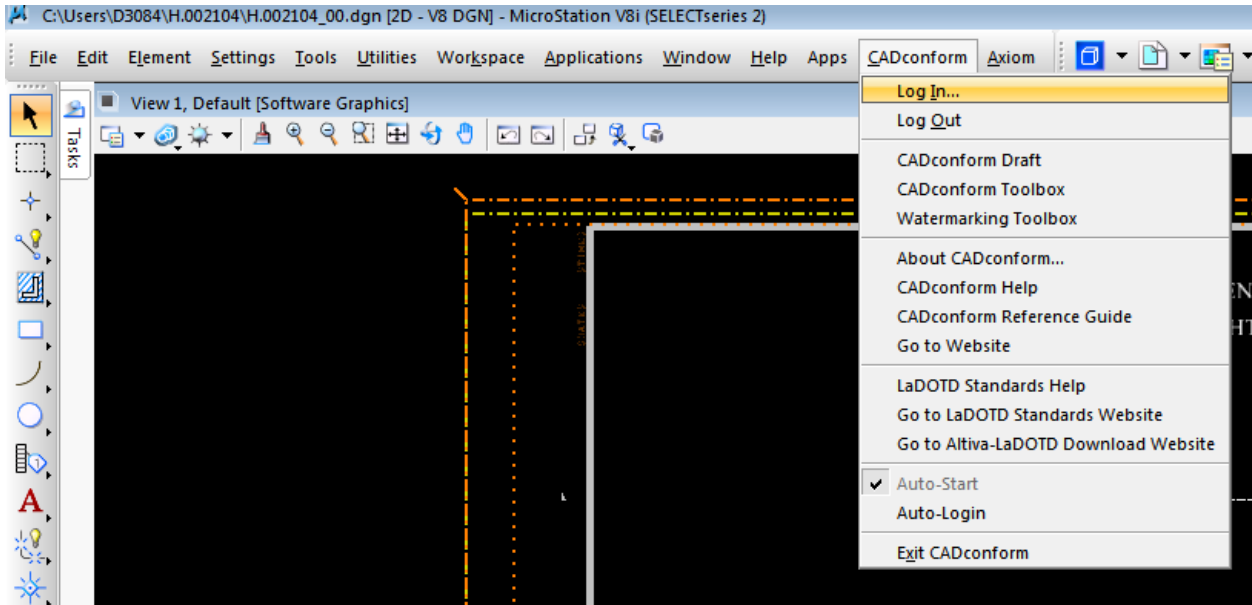 C:\Users\D3084\H.002104\H.002104_00.dgn [2D - V8 DGN] - MicroStation V8i (SELECTseries 2)
File Edit Element Settings Tools Utilities Workspace Applications Window Help Apps CADconform Axiom
View 1, Default [Software Graphics]
Tasks
Log In...
Log Out
CADconform Draft
CADconform Toolbox
Watermarking Toolbox
About CADconform...
CADconform Help
CADconform Reference Guide
Go to Website
LaDOTD Standards Help
Go to LaDOTD Standards Website
Go to Altiva-LaDOTD Download Website
Auto-Start
Auto-Login
Exit CADconform